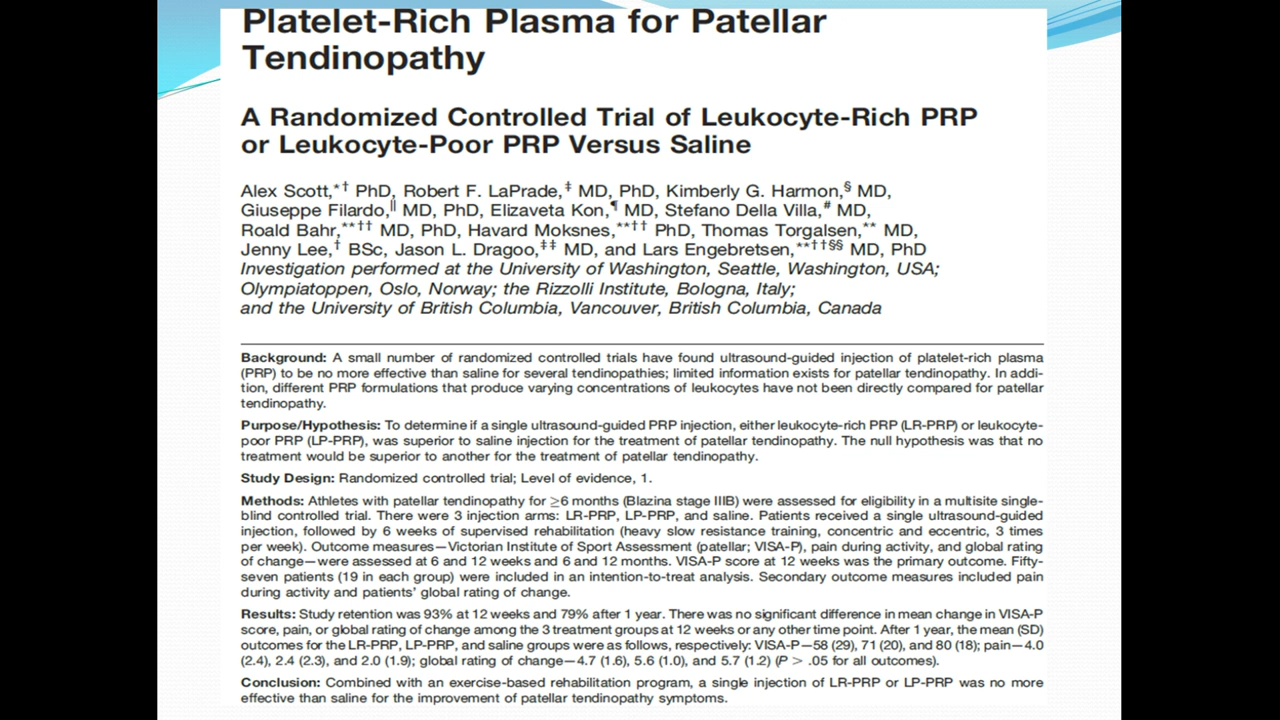 Platelet-Rich Plasma for Patellar
Tendinopathy
A Randomized Controlled Trial of Leukocyte-Rich PRP
or Leukocyte-Poor PRP Versus Saline
Alex Scott,*† PhD, Robert F. LaPrade,‡ MD, PhD, Kimberly G. Harmon,§ MD,
Giuseppe Filardo,|| MD, PhD, Elizaveta Kon,¶ MD, Stefano Della Villa,# MD,
Roald Bahr,**†† MD, PhD, Havard Moksnes,**†† PhD, Thomas Torgalsen,** MD,
Jenny Lee,† BSc, Jason L. Dragoo,‡‡ MD, and Lars Engebretsen,**††§§ MD, PhD
Investigation performed at the University of Washington, Seattle, Washington, USA;
Olympiatoppen, Oslo, Norway; the Rizzolli Institute, Bologna, Italy;
and the University of British Columbia, Vancouver, British Columbia, Canada
Background: A small number of randomized controlled trials have found ultrasound-guided injection of platelet-rich plasma
(PRP) to be no more effective than saline for several tendinopathies; limited information exists for patellar tendinopathy. In addi-
tion, different PRP formulations that produce varying concentrations of leukocytes have not been directly compared for patellar
tendinopathy.
Purpose/Hypothesis: To determine if a single ultrasound-guided PRP injection, either leukocyte-rich PRP (LR-PRP) or leukocyte-
poor PRP (LP-PRP), was superior to saline injection for the treatment of patellar tendinopathy. The null hypothesis was that no
treatment would be superior to another for the treatment of patellar tendinopathy.
Study Design: Randomized controlled trial; Level of evidence, 1.
Methods: Athletes with patellar tendinopathy for ≥6 months (Blazina stage IIIB) were assessed for eligibility in a multisite single-
blind controlled trial. There were 3 injection arms: LR-PRP, LP-PRP, and saline. Patients received a single ultrasound-guided
injection, followed by 6 weeks of supervised rehabilitation (heavy slow resistance training, concentric and eccentric, 3 times
per week). Outcome measures—Victorian Institute of Sport Assessment (patellar; VISA-P), pain during activity, and global rating
of change—were assessed at 6 and 12 weeks and 6 and 12 months. VISA-P score at 12 weeks was the primary outcome. Fifty-
seven patients (19 in each group) were included in an intention-to-treat analysis. Secondary outcome measures included pain
during activity and patients' global rating of change.
Results: Study retention was 93% at 12 weeks and 79% after 1 year. There was no significant difference in mean change in VISA-P
score, pain, or global rating of change among the 3 treatment groups at 12 weeks or any other time point. After 1 year, the mean (SD)
outcomes for the LR-PRP, LP-PRP, and saline groups were as follows, respectively: VISA-P—58 (29), 71 (20), and 80 (18); pain—4.0
(2.4), 2.4 (2.3), and 2.0 (1.9); global rating of change—4.7 (1.6), 5.6 (1.0), and 5.7 (1.2) (P > .05 for all outcomes).
Conclusion: Combined with an exercise-based rehabilitation program, a single injection of LR-PRP or LP-PRP was no more
effective than saline for the improvement of patellar tendinopathy symptoms.